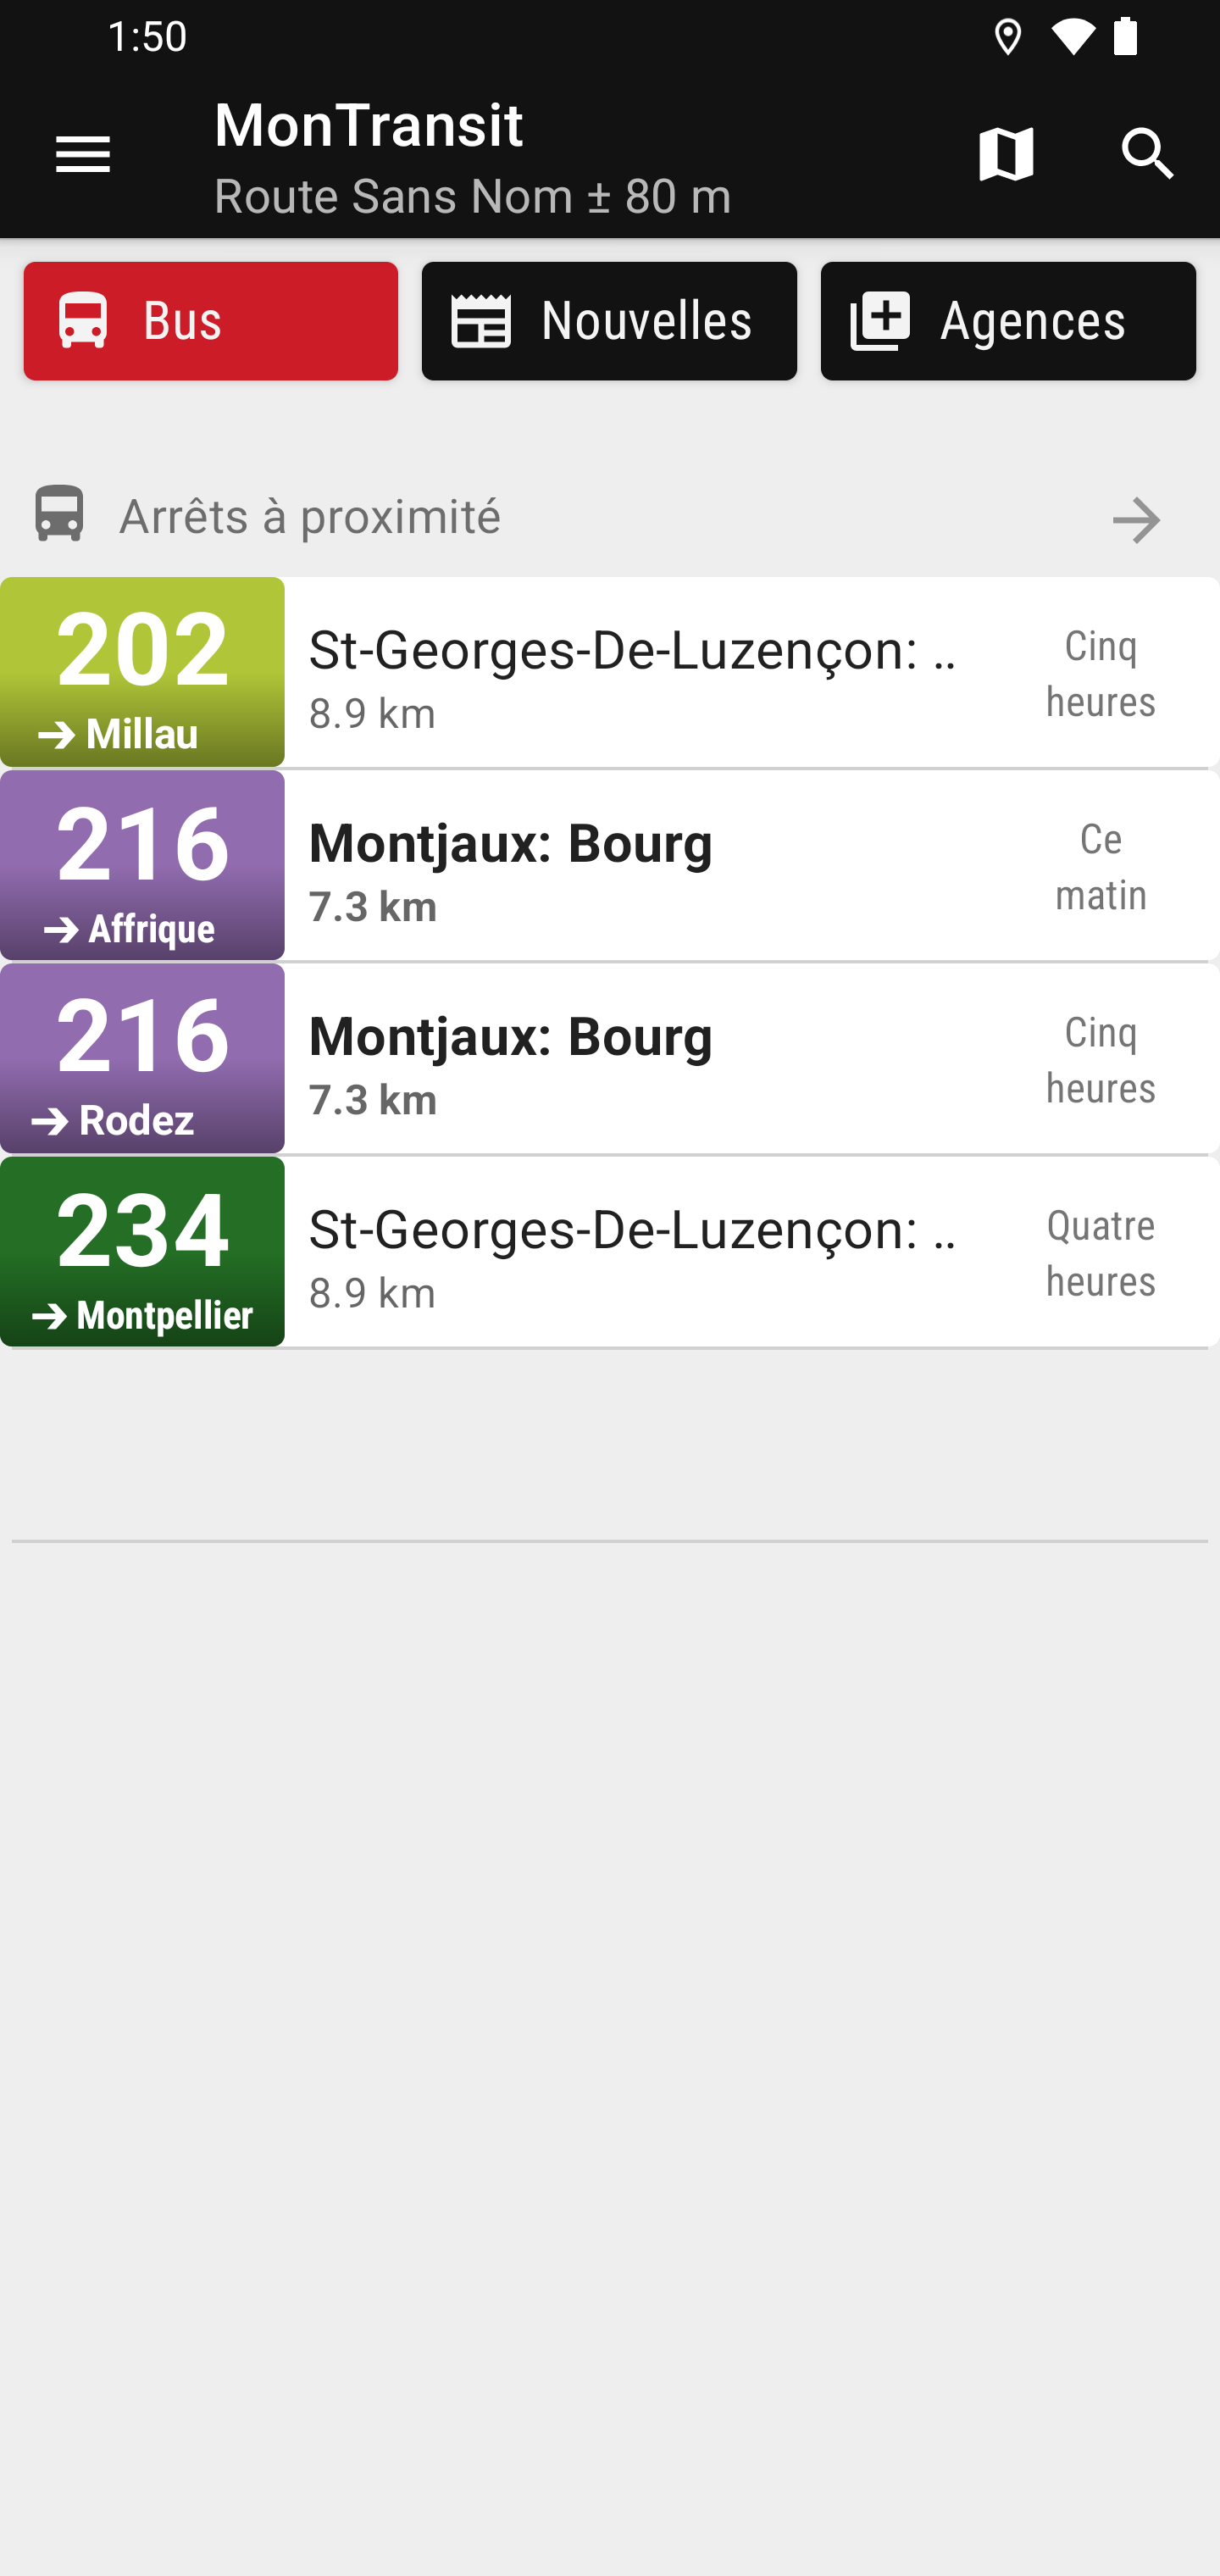 1:50
MonTransit
Route Sans Nom ± 80 m
Bus
Nouvelles
Agences
Arrêts à proximité
202
→ Millau
St-Georges-De-Luzençon: ..
8.9 km
Cinq
heures
216
→ Affrique
Montjaux: Bourg
7.3 km
Ce
matin
216
→ Rodez
Montjaux: Bourg
7.3 km
Cinq
heures
234
→ Montpellier
St-Georges-De-Luzençon: ..
8.9 km
Quatre
heures